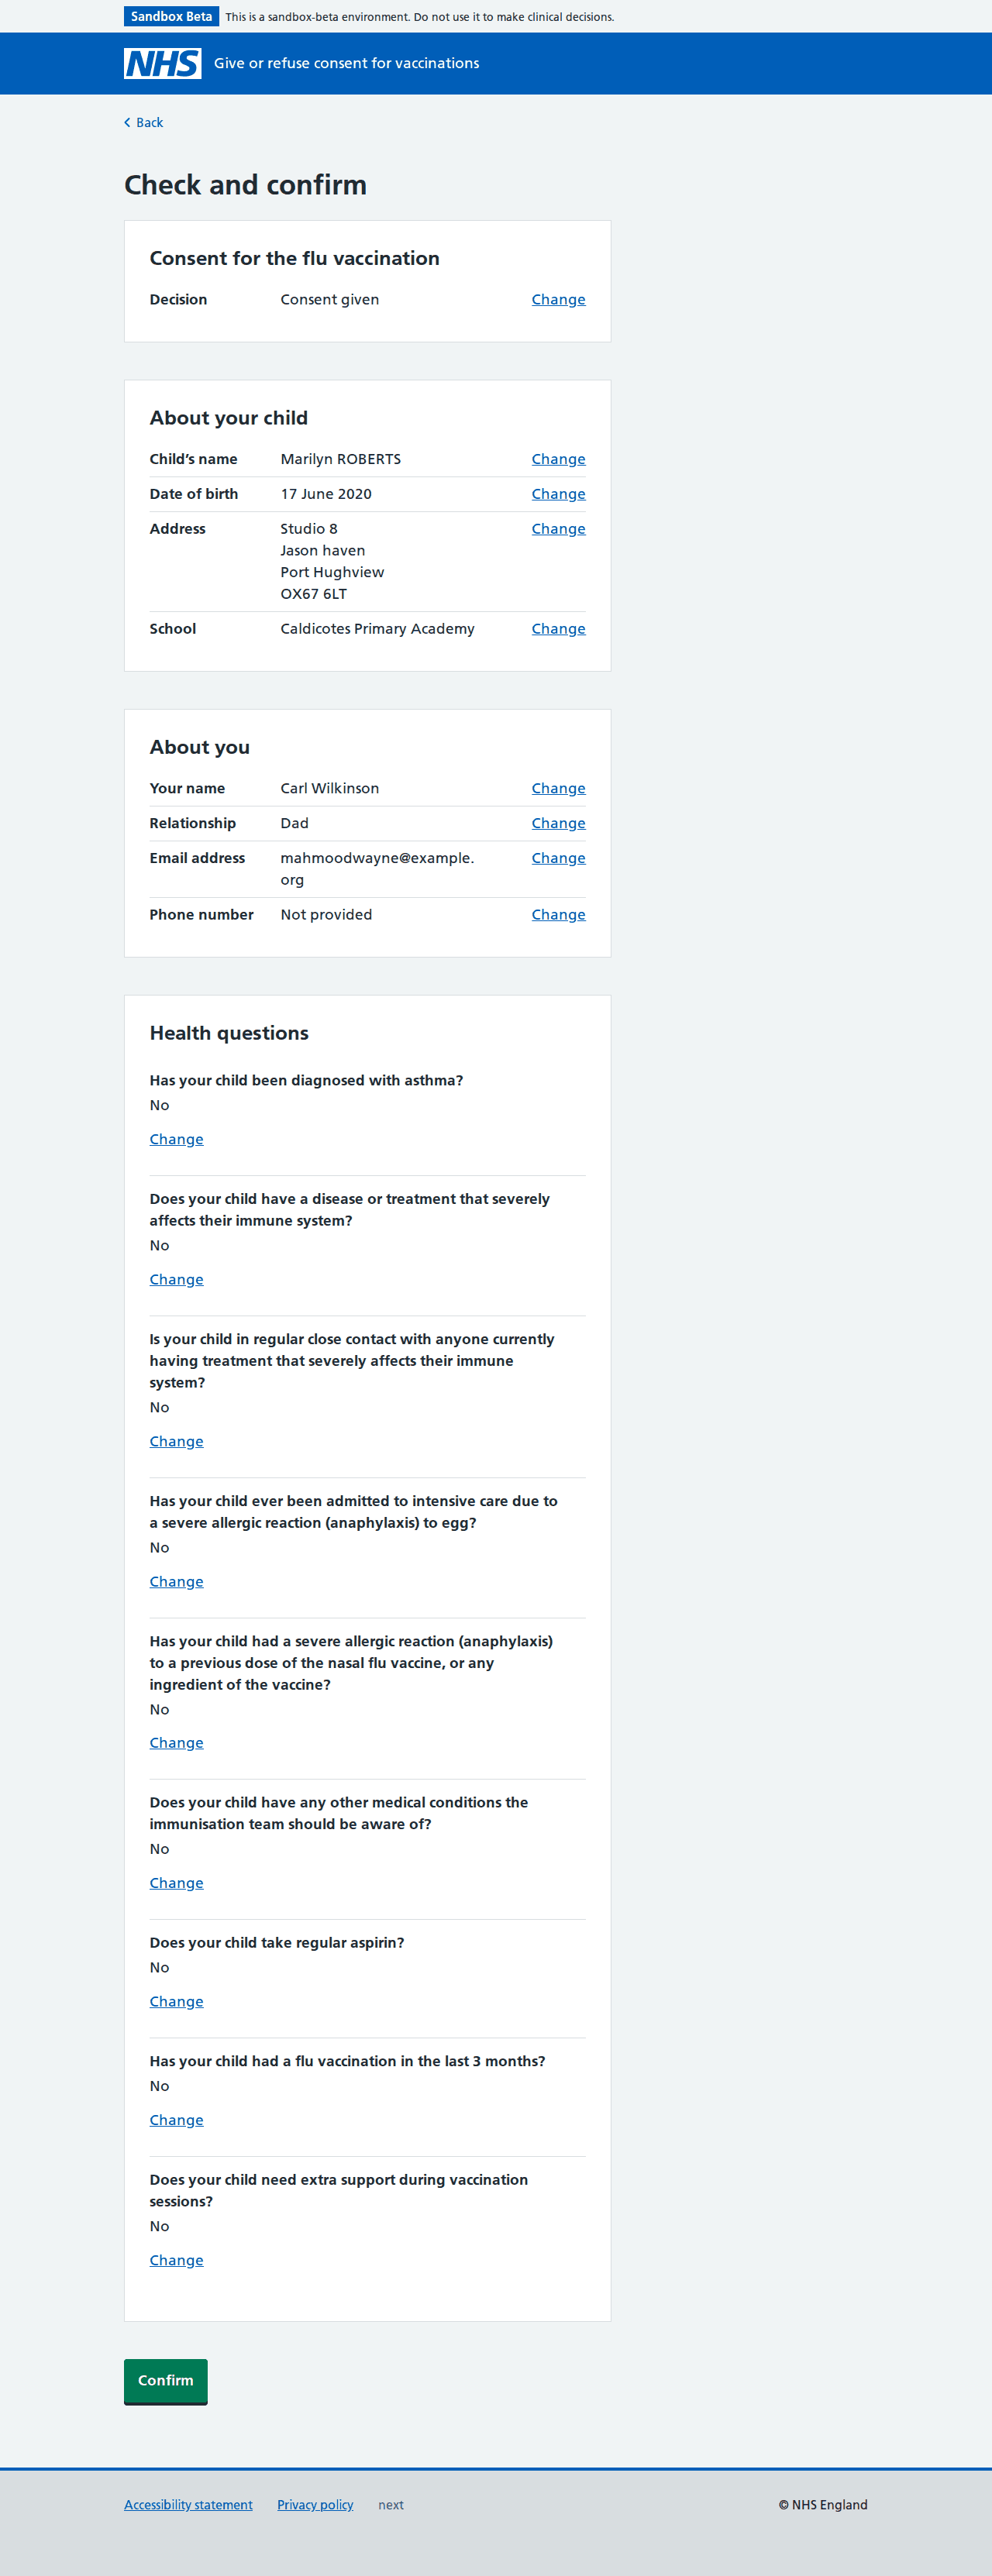 Sandbox Beta This is a sandbox-beta environment. Do not use it to make clinical decisions.
NHS Give or refuse consent for vaccinations
Back
Check and confirm
Consent for the flu vaccination
Decision Consent given Change
About your child
Child’s name Marilyn ROBERTS Change
Date of birth 17 June 2020 Change
Address Studio 8 Change
Jason haven
Port Hughview
OX67 6LT
School Caldicotes Primary Academy Change
About you
Your name Carl Wilkinson Change
Relationship Dad Change
Email address mahmoodwayne@example. Change
org
Phone number Not provided Change
Health questions
Has your child been diagnosed with asthma?
No
Change
Does your child have a disease or treatment that severely
affects their immune system?
No
Change
Is your child in regular close contact with anyone currently
having treatment that severely affects their immune
system?
No
Change
Has your child ever been admitted to intensive care due to
a severe allergic reaction (anaphylaxis) to egg?
No
Change
Has your child had a severe allergic reaction (anaphylaxis)
to a previous dose of the nasal flu vaccine, or any
ingredient of the vaccine?
No
Change
Does your child have any other medical conditions the
immunisation team should be aware of?
No
Change
Does your child take regular aspirin?
No
Change
Has your child had a flu vaccination in the last 3 months?
No
Change
Does your child need extra support during vaccination
sessions?
No
Change
Confirm
Accessibility statement Privacy policy next © NHS England